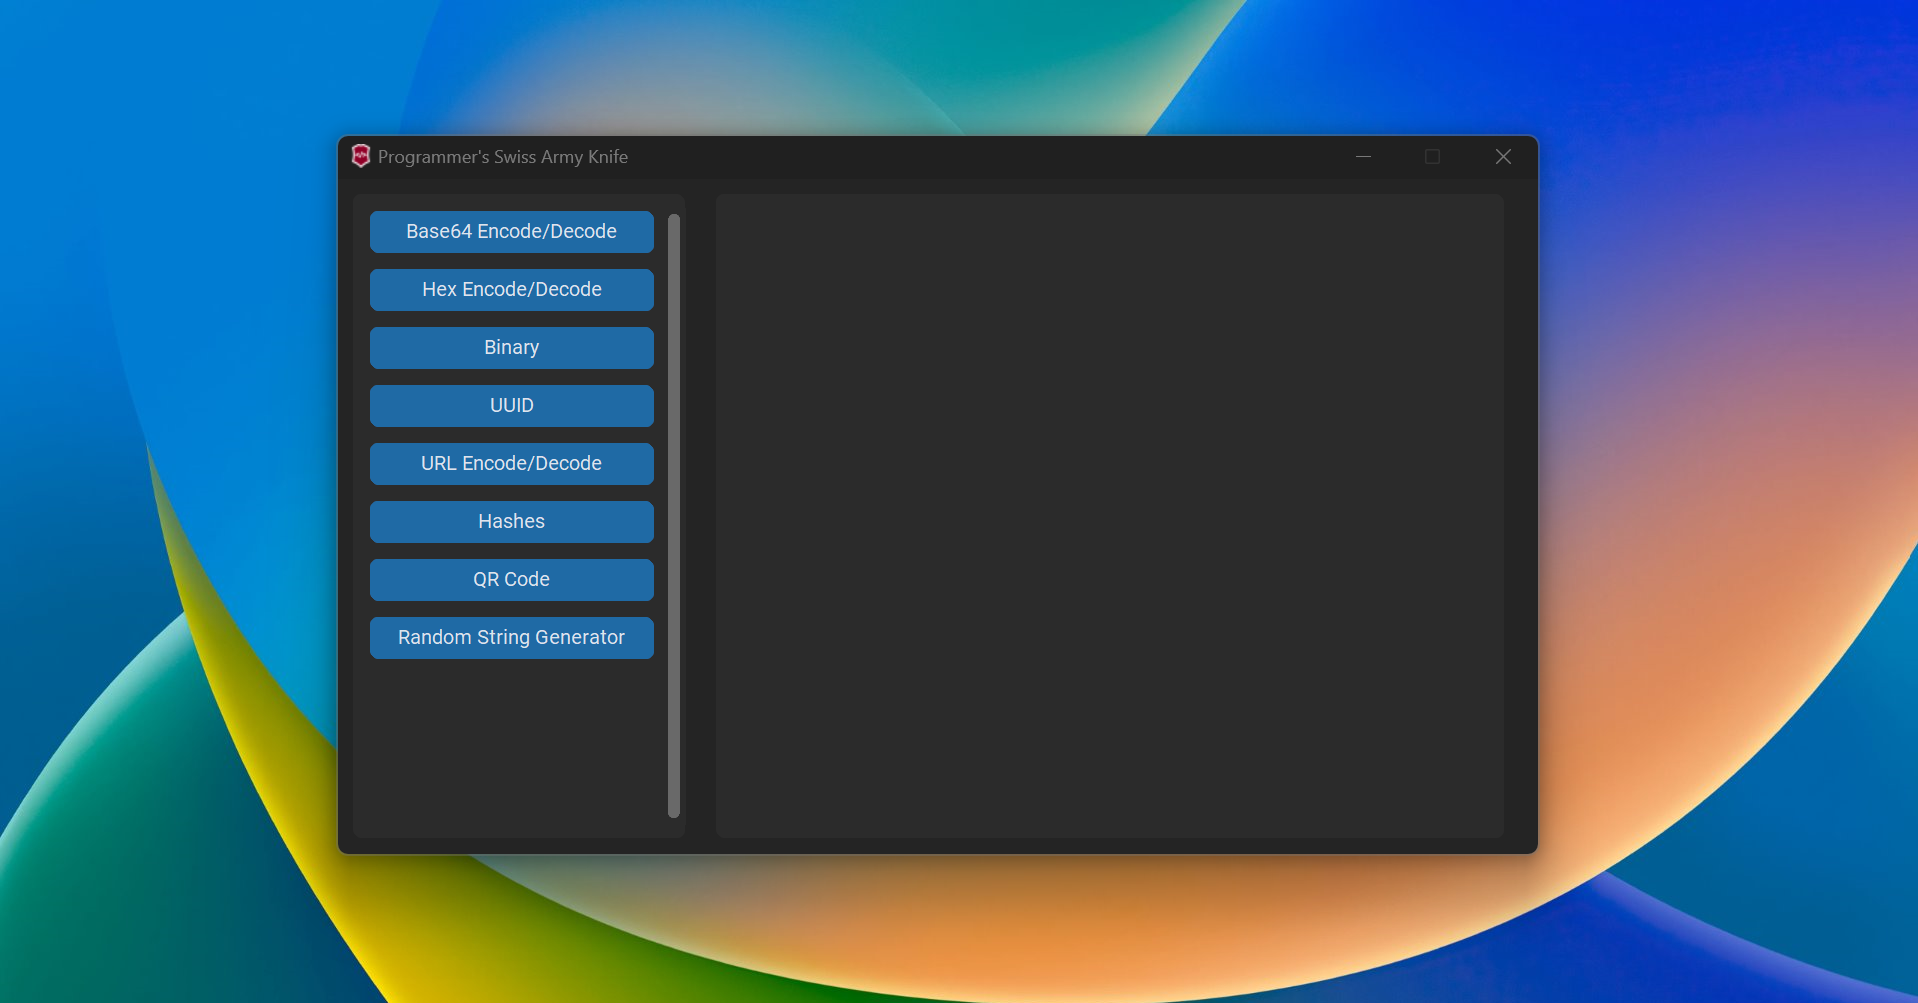 Programmer's Swiss Army Knife
Base64 Encode/Decode
Hex Encode/Decode
Binary
UUID
URL Encode/Decode
Hashes
QR Code
Random String Generator